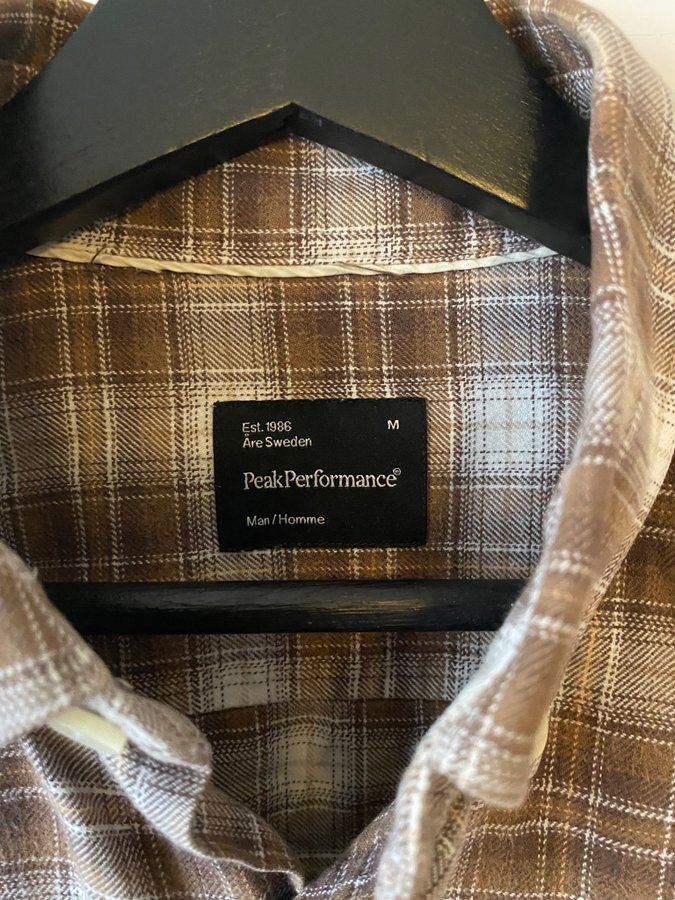 Est. 1986 M
Åre Sweden
PeakPerformance®
Man/Homme